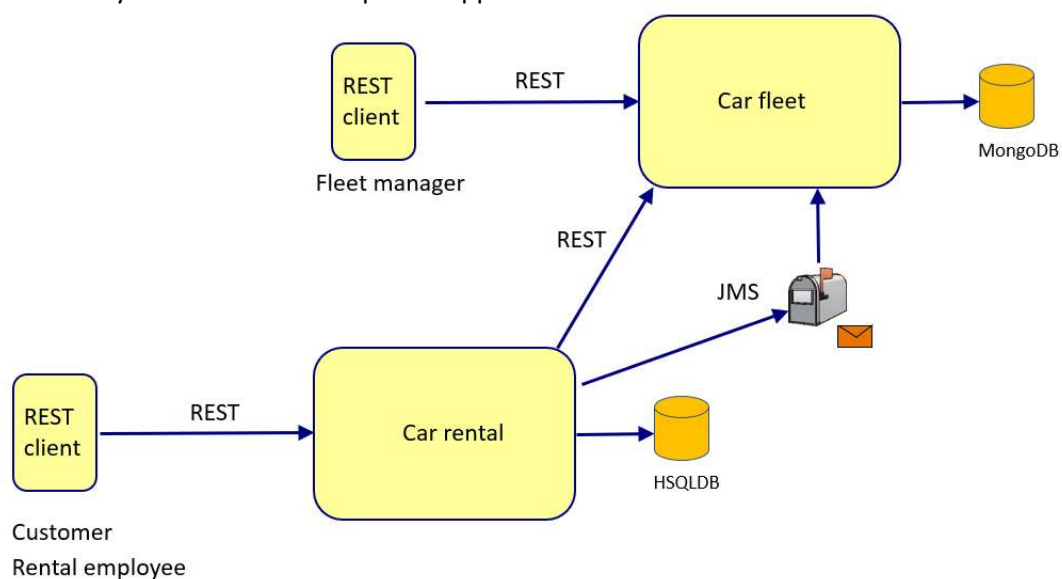 REST
client
REST
Car fleet
MongoDB
Fleet manager
REST
JMS
REST
client
REST
Car rental
HSQLDB
Customer
Rental employee